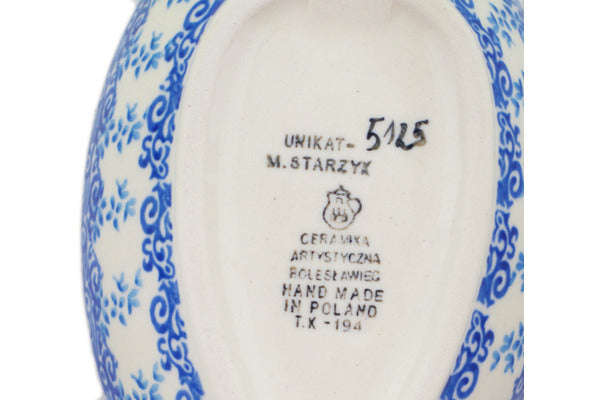 UNIKAT- 5125
M. STARZYK
CERAMIKA
ARTYSTYCZNA
BOLESŁAWIEC
HAND MADE
IN POLAND
T.K -194